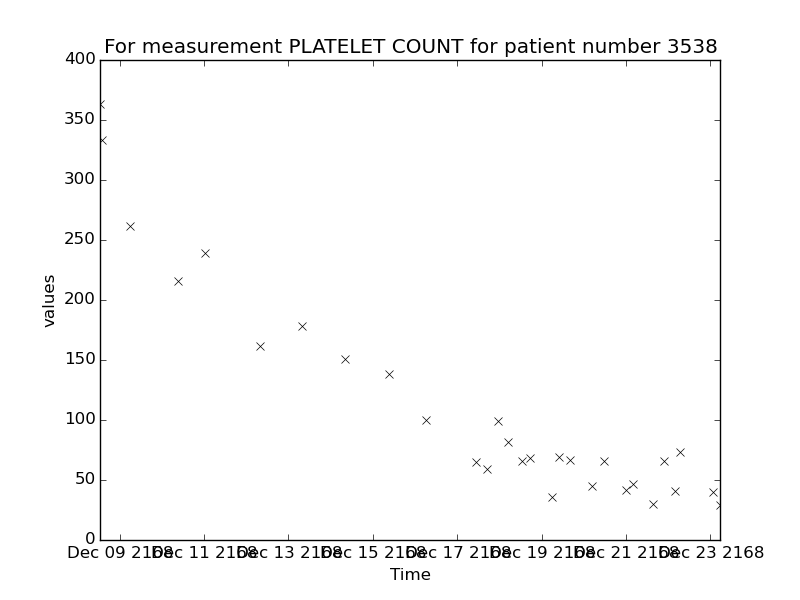 For measurement PLATELET COUNT for patient number 3538
400
350
300
250
200
150
100
50
0
values
Dec 09 2168 Dec 11 2168 Dec 13 2168 Dec 15 2168 Dec 17 2168 Dec 19 2168 Dec 21 2168 Dec 23 2168
Time